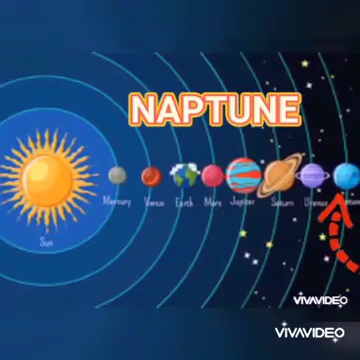 NAPTUNE
Mercury Venus Earth Mars Jupiter Saturn Uranus
Sun
VIVAVIDEO
VIVAVIDEO